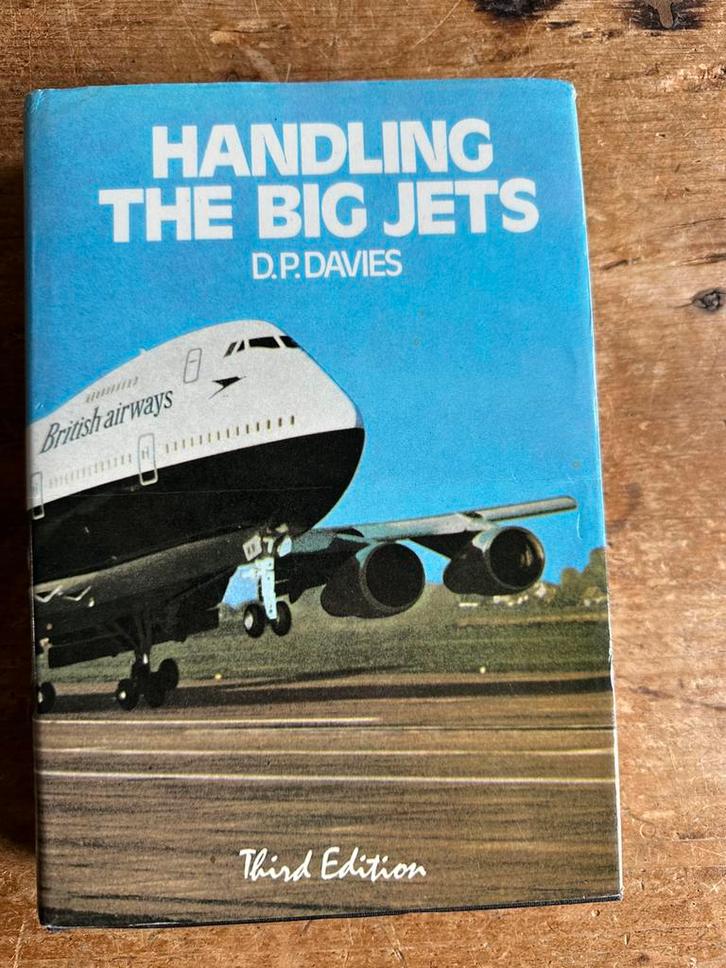 HANDLING
THE BIG JETS
D.P.DAVIES
British airways
Third Edition